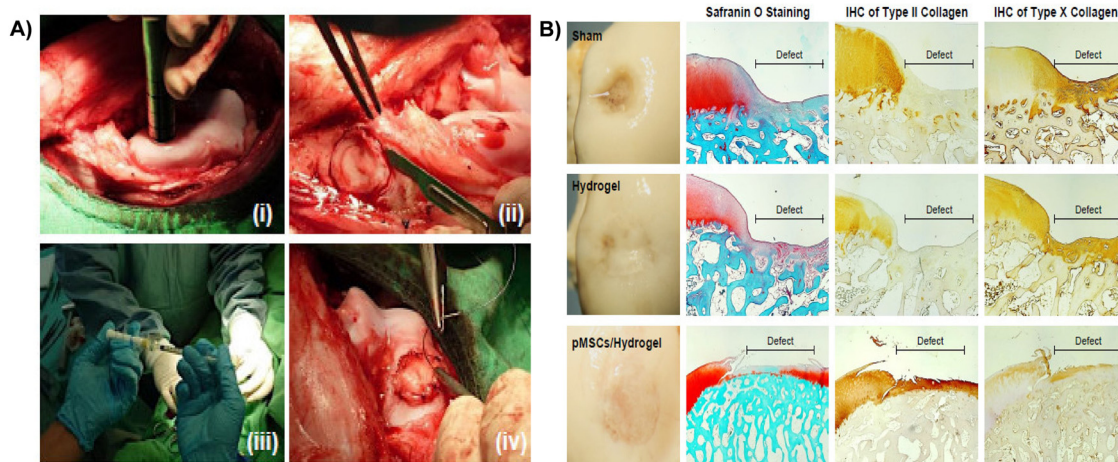 A)
(i)
(ii)
(iii)
(iv)
B)
Safranin O Staining
IHC of Type II Collagen
IHC of Type X Collagen
Sham
Defect
Defect
Defect
Hydrogel
Defect
Defect
Defect
pMSCs/Hydrogel
Defect
Defect
Defect